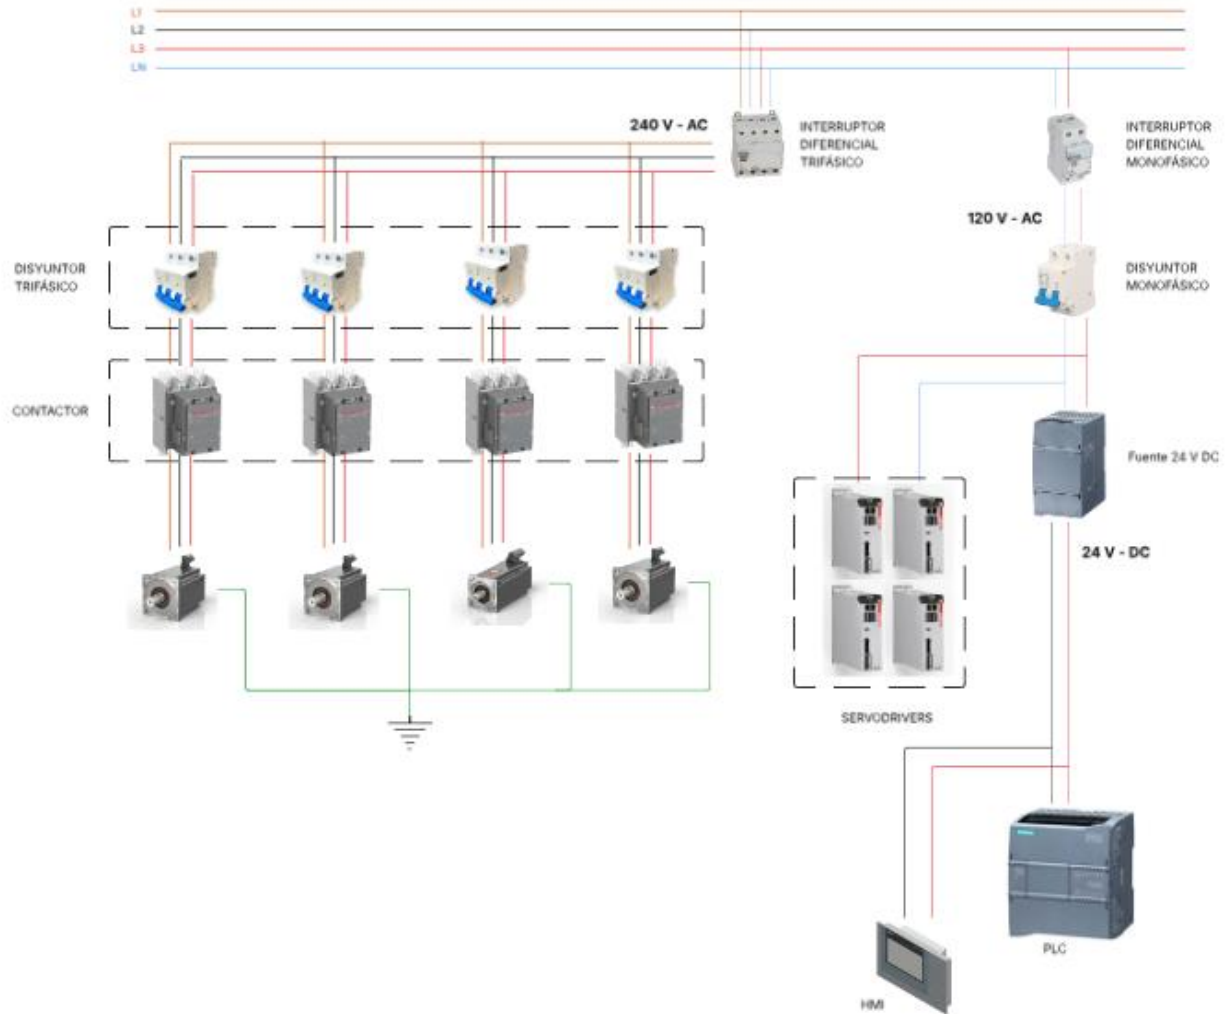 L1
L2
L3
LN
240 V - AC
INTERRUPTOR
DIFERENCIAL
TRIFÁSICO
INTERRUPTOR
DIFERENCIAL
MONOFÁSICO
120 V - AC
DISYUNTOR
TRIFÁSICO
DISYUNTOR
MONOFÁSICO
CONTACTOR
Fuente 24 V DC
24 V - DC
SERVODRIVERS
PLC
HMI